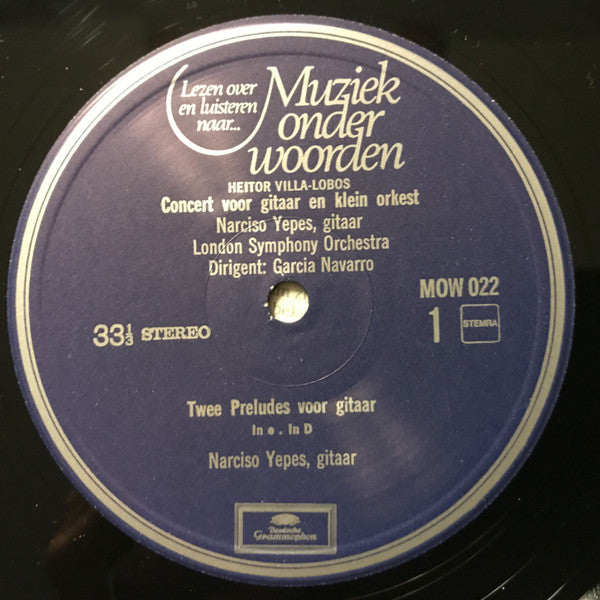 Lezen over
en luisteren
naar...
Muziek
onder
woorden
HEITOR VILLA-LOBOS
Concert voor gitaar en klein orkest
Narciso Yepes, gitaar
London Symphony Orchestra
Dirigent: Garcia Navarro
MOW 022
33⅓ STEREO
1 STEMRA
Twee Preludes voor gitaar
In e . In D
Narciso Yepes, gitaar
Deutsche
Grammophon